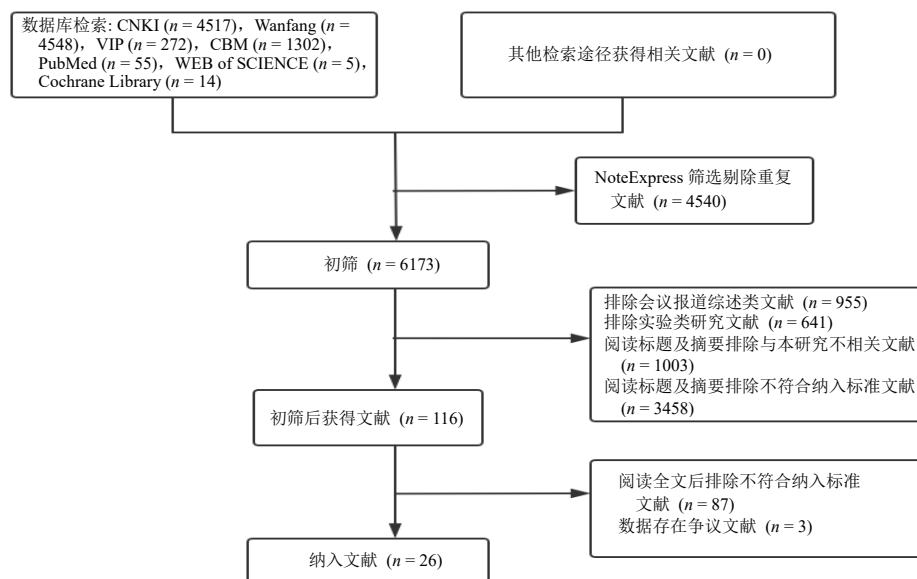 数据库检索: CNKI (n = 4517)，Wanfang (n =
4548)，VIP (n = 272)，CBM (n = 1302)，
PubMed (n = 55)，WEB of SCIENCE (n = 5)，
Cochrane Library (n = 14)
其他检索途径获得相关文献 (n = 0)
NoteExpress 筛选剔除重复
文献 (n = 4540)
初筛 (n = 6173)
排除会议报道综述类文献 (n = 955)
排除实验类研究文献 (n = 641)
阅读标题及摘要排除与本研究不相关文献
(n = 1003)
阅读标题及摘要排除不符合纳入标准文献
(n = 3458)
初筛后获得文献 (n = 116)
阅读全文后排除不符合纳入标准
文献 (n = 87)
数据存在争议文献 (n = 3)
纳入文献 (n = 26)